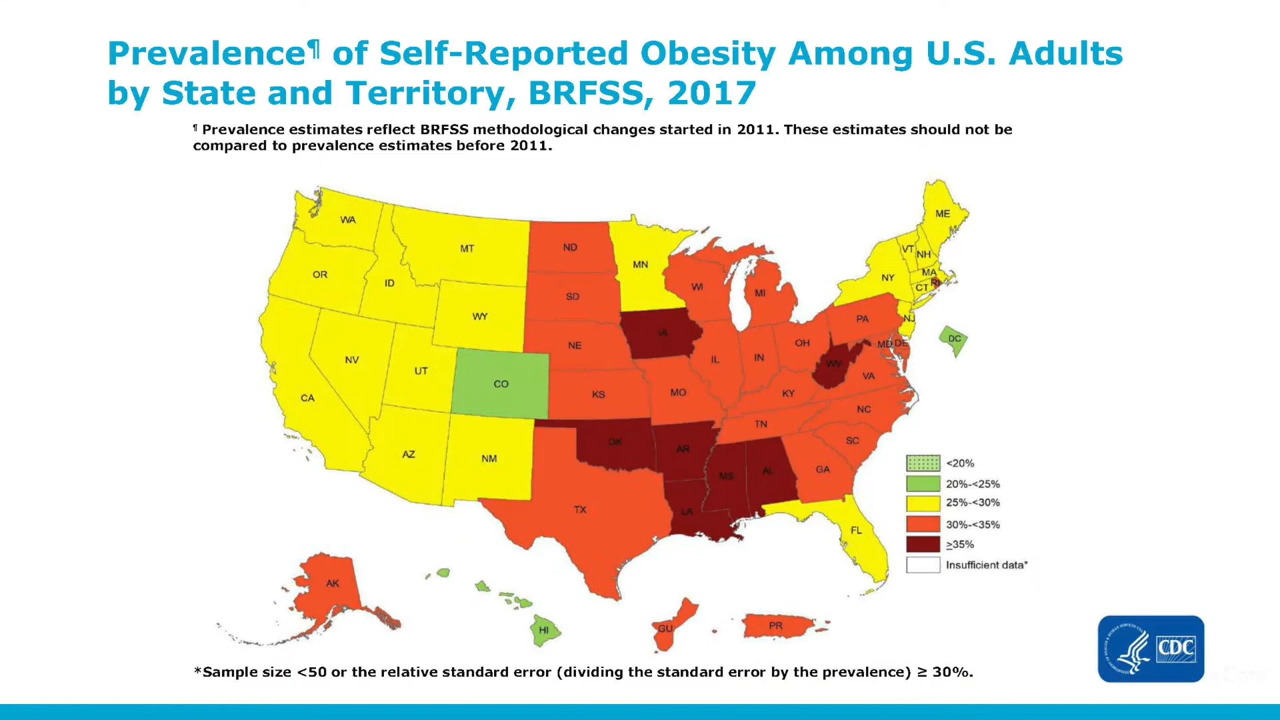 Prevalence¶ of Self-Reported Obesity Among U.S. Adults
by State and Territory, BRFSS, 2017
¶ Prevalence estimates reflect BRFSS methodological changes started in 2011. These estimates should not be
compared to prevalence estimates before 2011.
WA
MT
ND
MN
ME
VT
NH
OR
ID
SD
WI
MI
NY
MA
CT
RI
WY
NE
PA
NJ
NV
UT
CO
IL
IN
OH
WV
MD
DE
DC
CA
KS
MO
KY
VA
AZ
NM
OK
AR
TN
NC
SC
TX
LA
MS
AL
GA
FL
<20%
20%-<25%
25%-<30%
30%-<35%
≥35%
Insufficient data*
AK
HI
GU
PR
CDC
*Sample size <50 or the relative standard error (dividing the standard error by the prevalence) ≥ 30%.